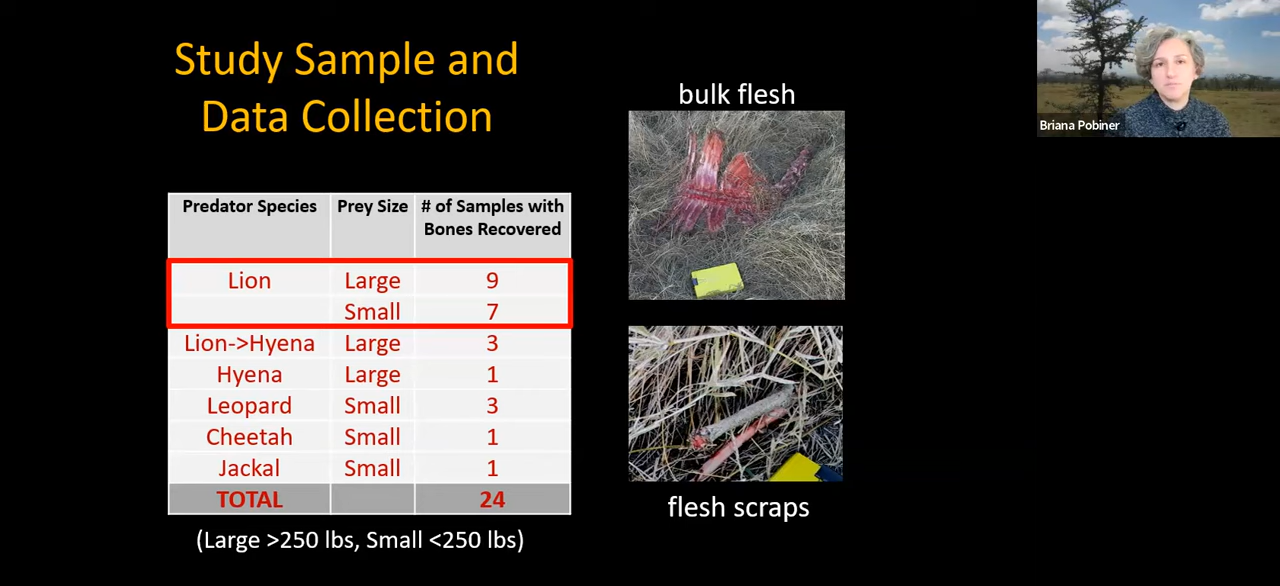 Study Sample and
Data Collection
Predator Species Prey Size # of Samples with
Bones Recovered
Lion Large 9
Small 7
Lion->Hyena Large 3
Hyena Large 1
Leopard Small 3
Cheetah Small 1
Jackal Small 1
TOTAL 24
(Large >250 lbs, Small <250 lbs)
bulk flesh
flesh scraps
Briana Pobiner